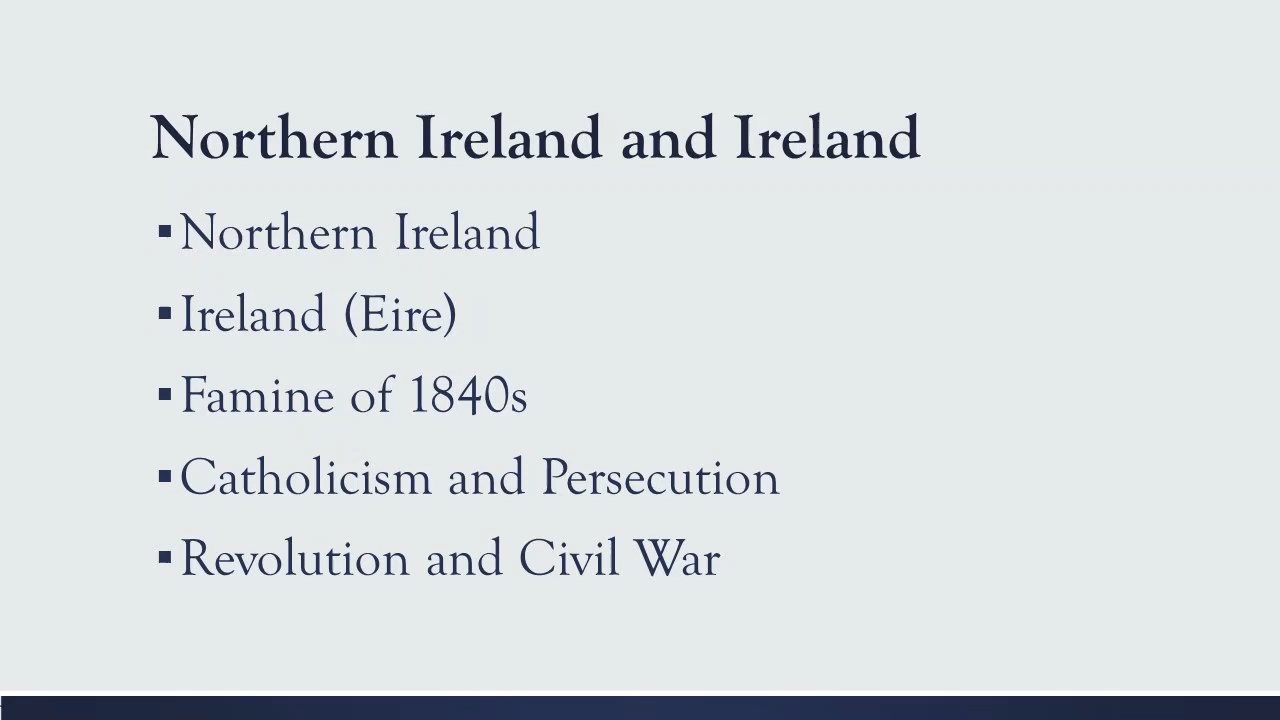 Northern Ireland and Ireland
▪Northern Ireland
▪Ireland (Eire)
▪Famine of 1840s
▪Catholicism and Persecution
▪Revolution and Civil War